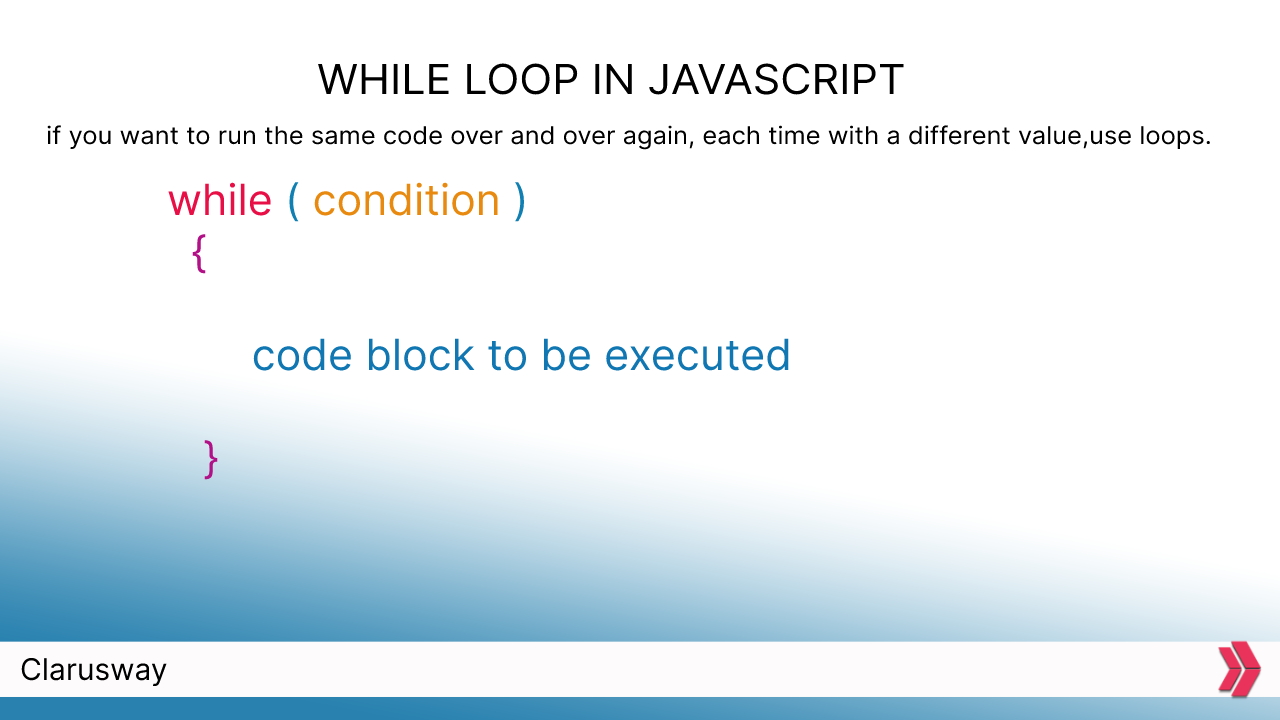 WHILE LOOP IN JAVASCRIPT
if you want to run the same code over and over again, each time with a different value,use loops.
while ( condition )
{
code block to be executed
}
Clarusway